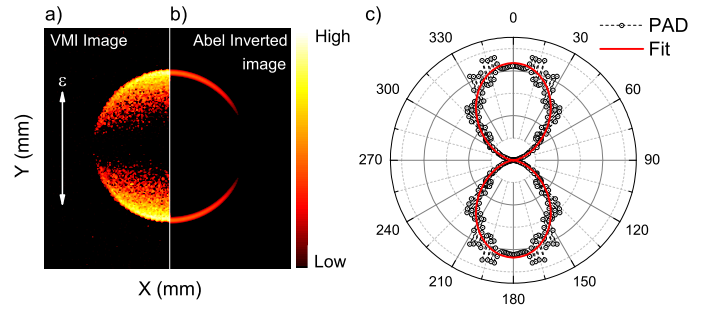 a)
b)
c)
VMI Image
Abel Inverted
image
ε
High
Low
Y (mm)
X (mm)
0
30
60
90
120
150
180
210
240
270
300
330
PAD
Fit